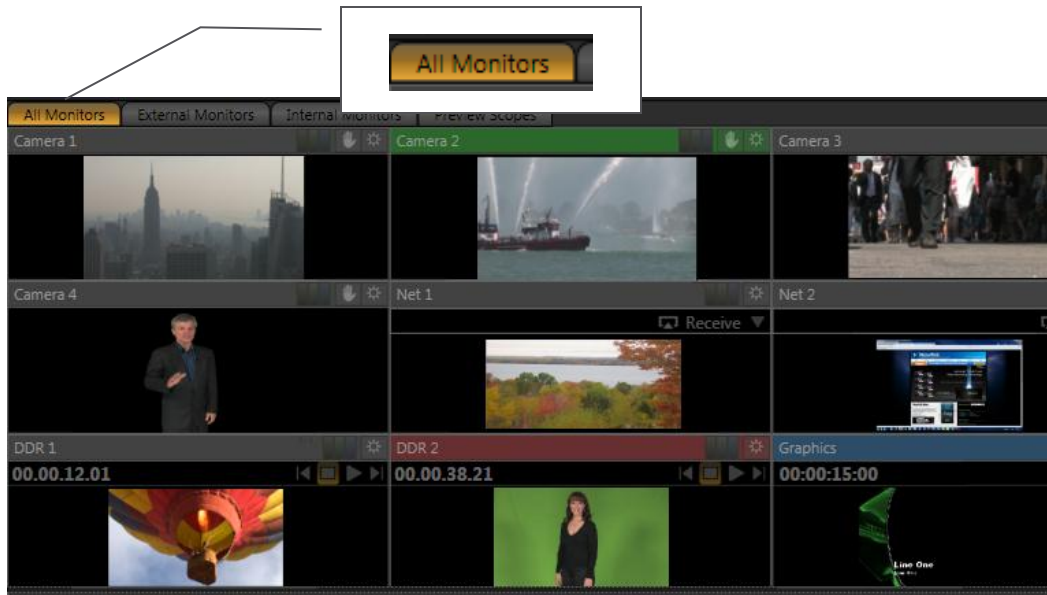 All Monitors
All Monitors External Monitors Internal Monitors Preview Scopes
Camera 1 Camera 2 Camera 3
Camera 4 Net 1 Net 2
Receive
DDR 1 DDR 2 Graphics
00.00.12.01 00.00.38.21 00:00:15:00
Line One